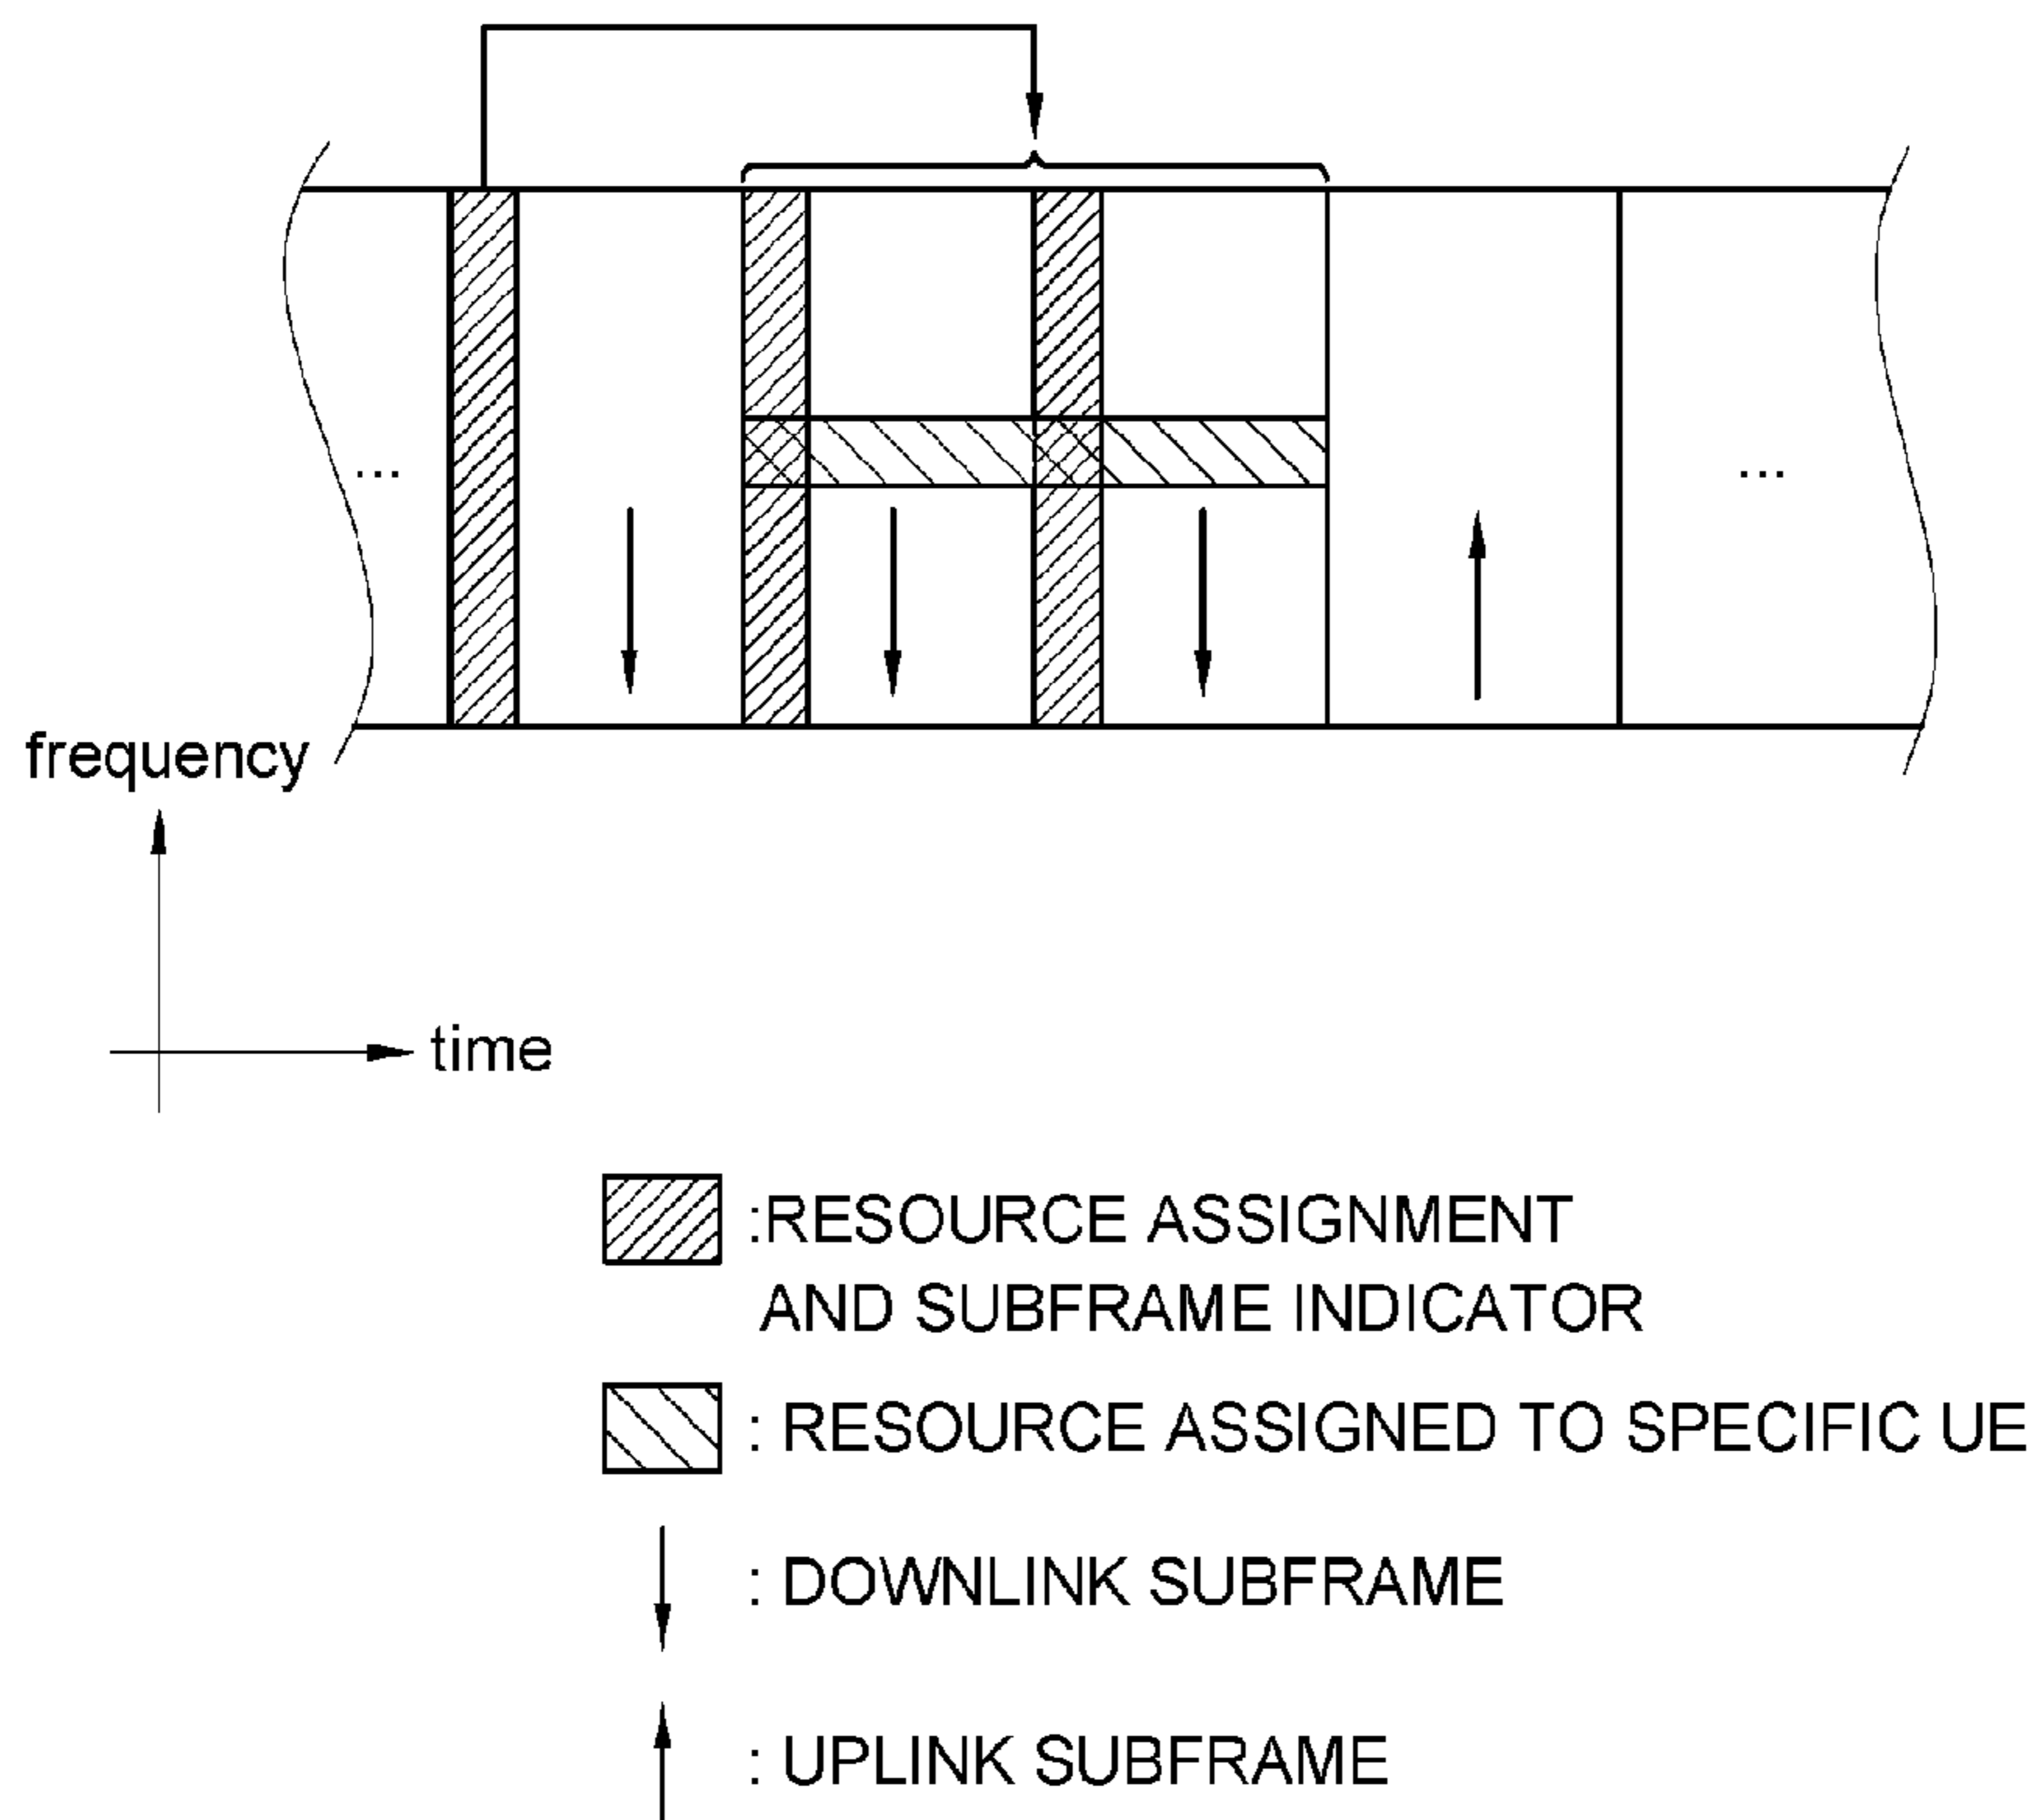 ...
...
frequency
time
:RESOURCE ASSIGNMENT
AND SUBFRAME INDICATOR
: RESOURCE ASSIGNED TO SPECIFIC UE
: DOWNLINK SUBFRAME
: UPLINK SUBFRAME